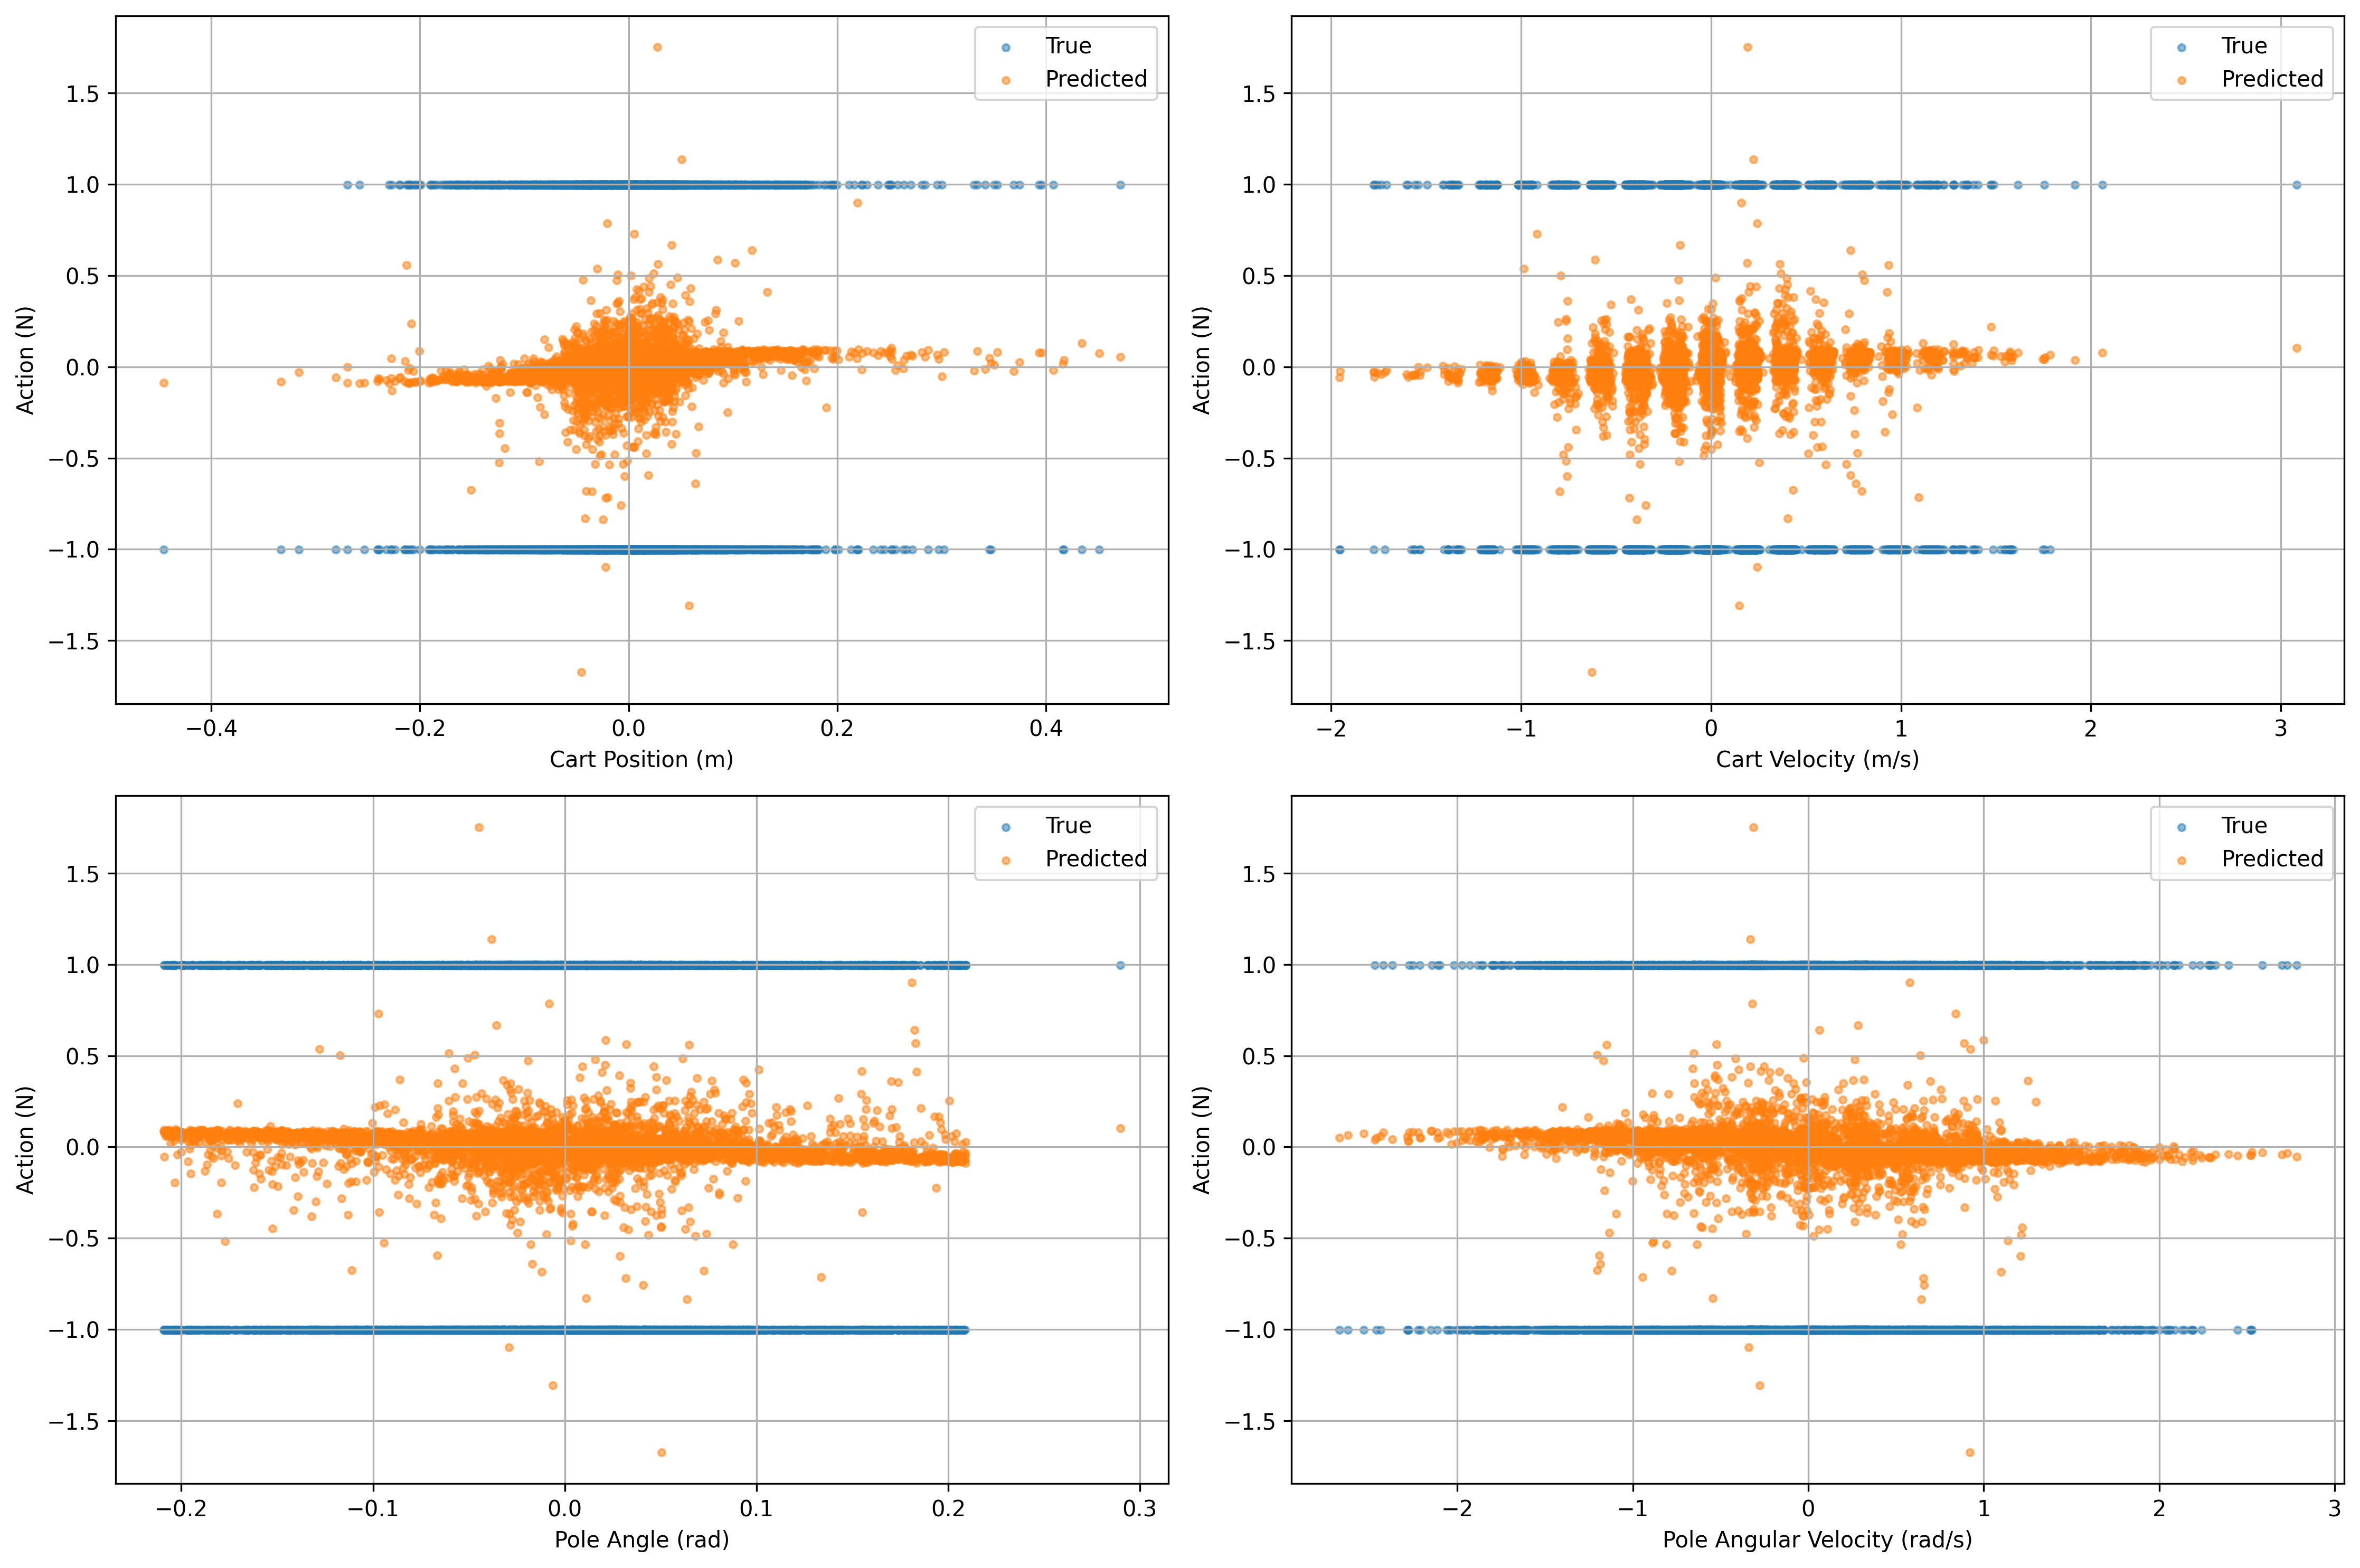 True
Predicted
1.5
1.0
0.5
0.0
−0.5
−1.0
−1.5
Action (N)
−0.4 −0.2 0.0 0.2 0.4
Cart Position (m)
True
Predicted
1.5
1.0
0.5
0.0
−0.5
−1.0
−1.5
Action (N)
−2 −1 0 1 2 3
Cart Velocity (m/s)
True
Predicted
1.5
1.0
0.5
0.0
−0.5
−1.0
−1.5
Action (N)
−0.2 −0.1 0.0 0.1 0.2 0.3
Pole Angle (rad)
True
Predicted
1.5
1.0
0.5
0.0
−0.5
−1.0
−1.5
Action (N)
−2 −1 0 1 2 3
Pole Angular Velocity (rad/s)